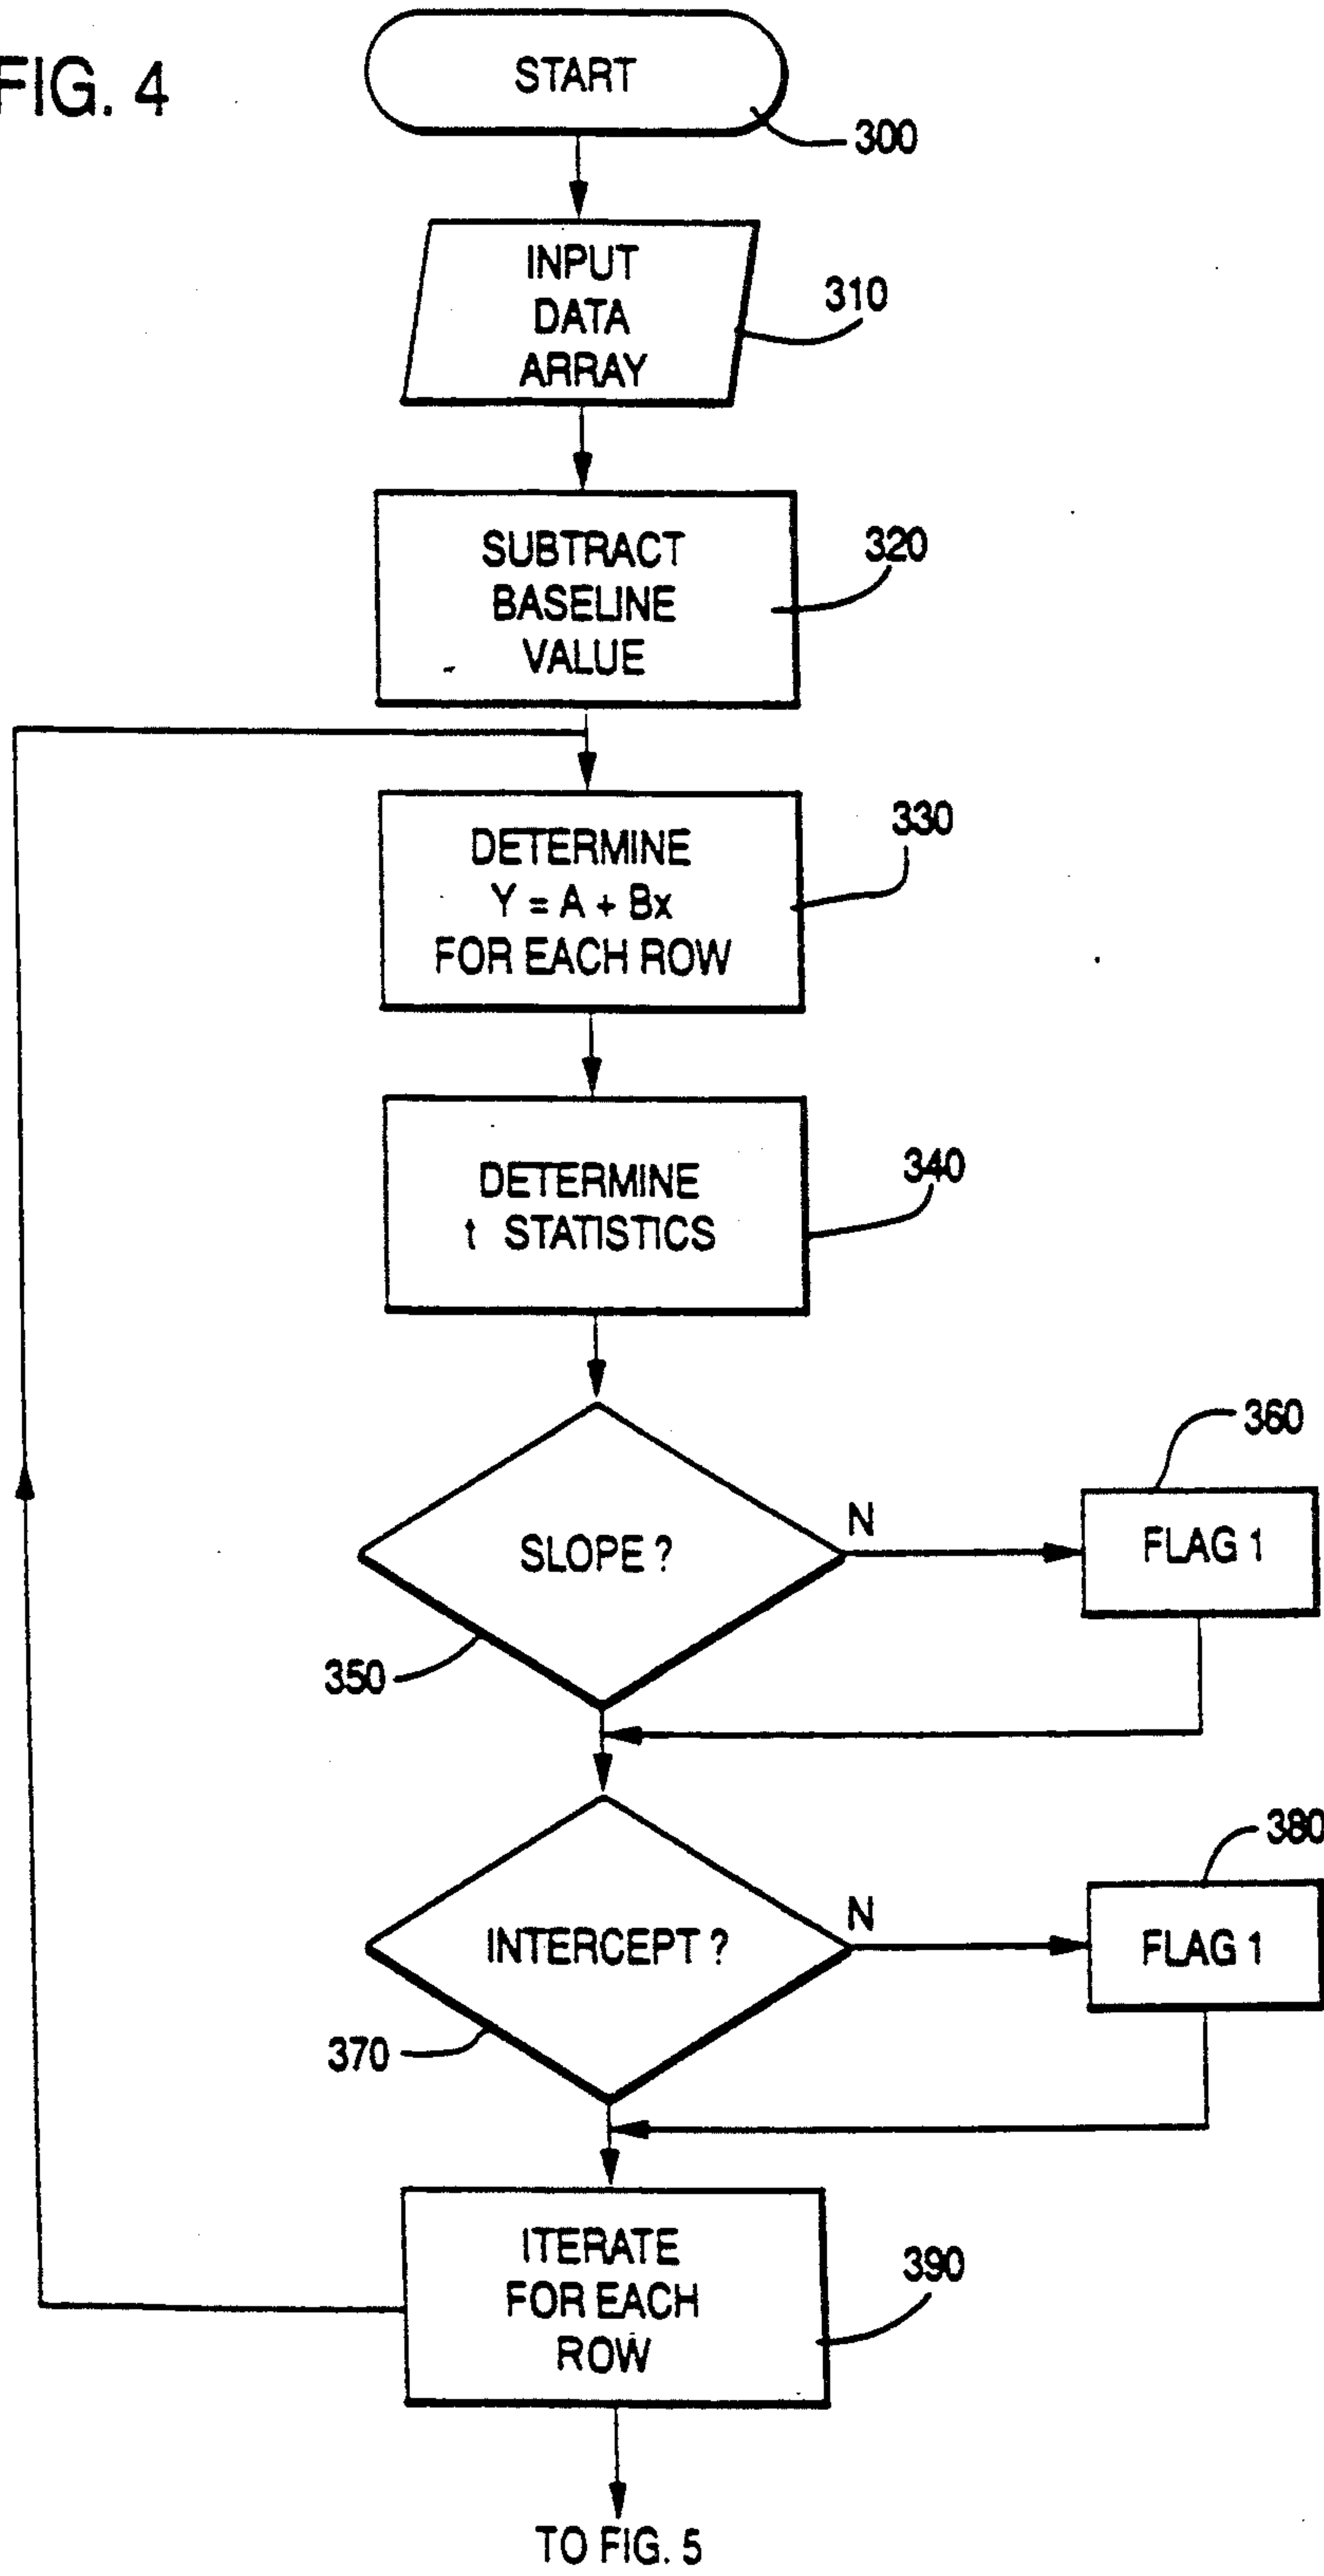 FIG. 4
START
300
INPUT
DATA
ARRAY
310
SUBTRACT
BASELINE
VALUE
320
DETERMINE
Y = A + Bx
FOR EACH ROW
330
DETERMINE
t STATISTICS
340
SLOPE ?
350
N
FLAG 1
360
INTERCEPT ?
370
N
FLAG 1
380
ITERATE
FOR EACH
ROW
390
TO FIG. 5